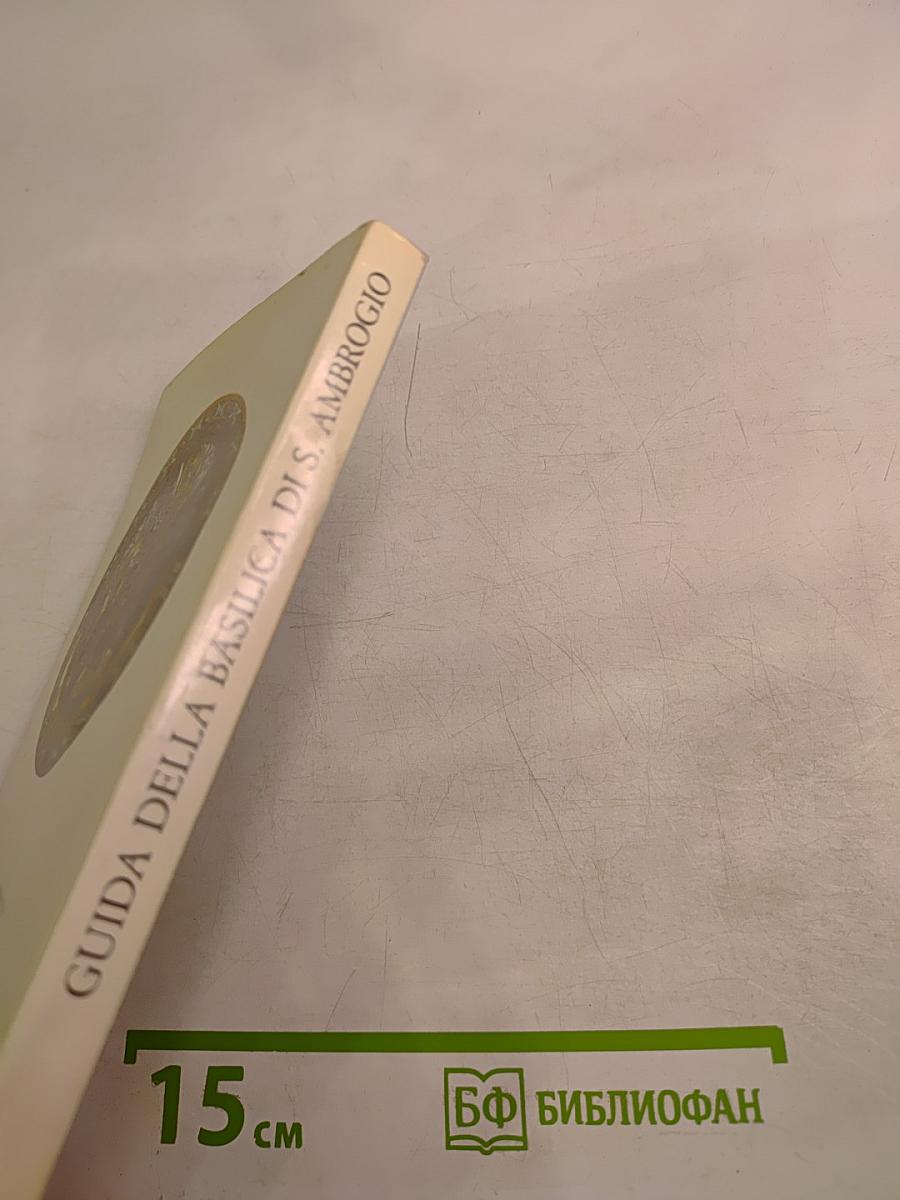 GUIDA DELLA BASILICA DI S. AMBROGIO
15 см
БФ БИБЛИОФАН